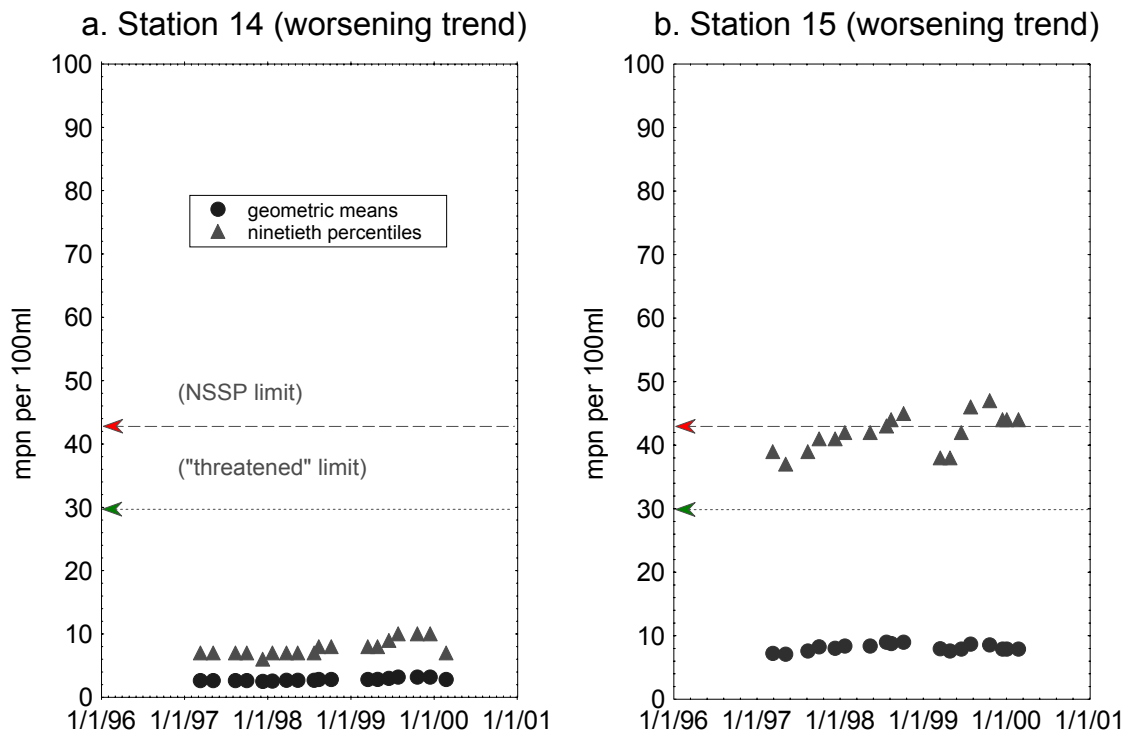 a. Station 14 (worsening trend)
100
90
80
70
60
50
40
30
20
10
0
mpn per 100ml
geometric means
ninetieth percentiles
(NSSP limit)
("threatened" limit)
1/1/96 1/1/97 1/1/98 1/1/99 1/1/00 1/1/01
b. Station 15 (worsening trend)
100
90
80
70
60
50
40
30
20
10
0
mpn per 100ml
1/1/96 1/1/97 1/1/98 1/1/99 1/1/00 1/1/01